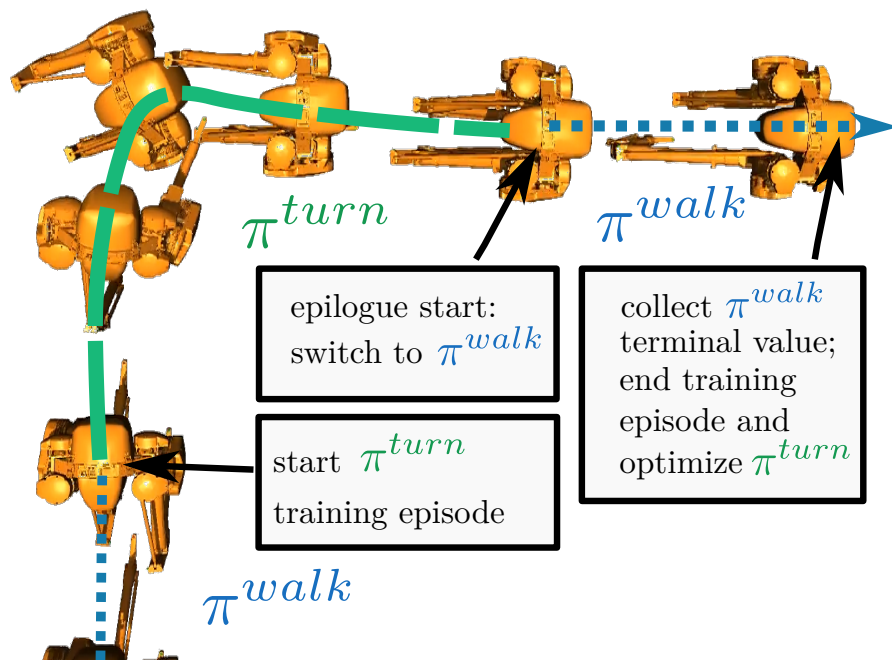 π^{turn}
π^{walk}
epilogue start:
switch to π^{walk}
collect π^{walk}
terminal value;
end training
episode and
optimize π^{turn}
start π^{turn}
training episode
π^{walk}